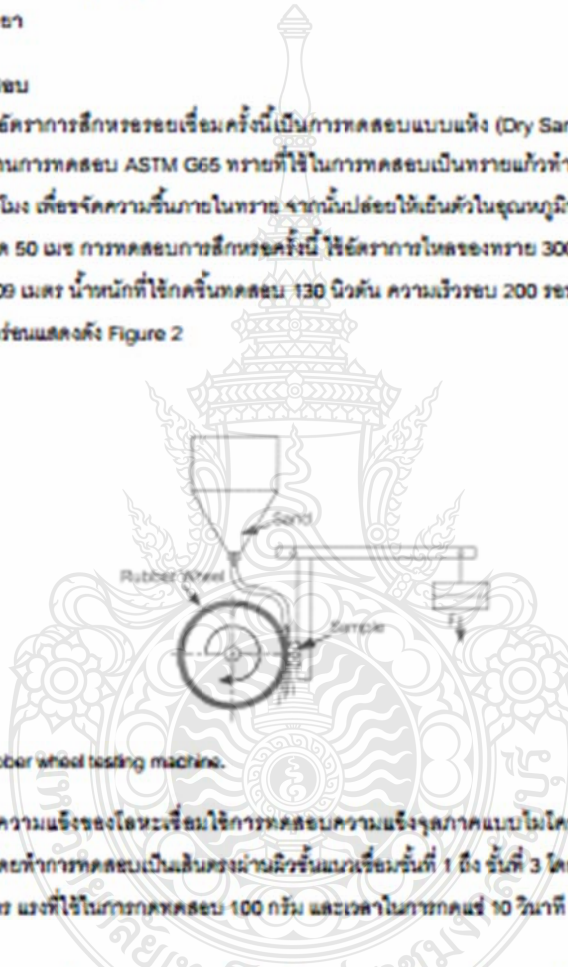 สอบ
อัตราการสึกหรอรอยเชื่อมครั้งนี้เป็นการทดสอบแบบแห้ง (Dry San
านการทดสอบ ASTM G65 ทรายที่ใช้ในการทดสอบเป็นทรายแก้วทำ
โมง เพื่อขจัดความชื้นภายในทราย จากนั้นปล่อยให้เย็นตัวในอุณหภูมิ
ด 50 เมช การทดสอบการสึกหรอครั้งนี้ ใช้อัตราการไหลของทราย 300
09 เมตร น้ำหนักที่ใช้กดชิ้นทดสอบ 130 นิวตัน ความเร็วรอบ 200 รอ
ร่อนแสดงดัง Figure 2
Sand
Rubber Wheel
Sample
bber wheel testing machine.
ความแข็งของโลหะเชื่อมใช้การทดสอบความแข็งจุลภาคแบบไมโค
ดยทำการทดสอบเป็นเส้นตรงผ่านผิวชั้นแนวเชื่อมชั้นที่ 1 ถึง ชั้นที่ 3 โด
ร แรงที่ใช้ในการกดทดสอบ 100 กรัม และเวลาในการกดแช่ 10 วินาที